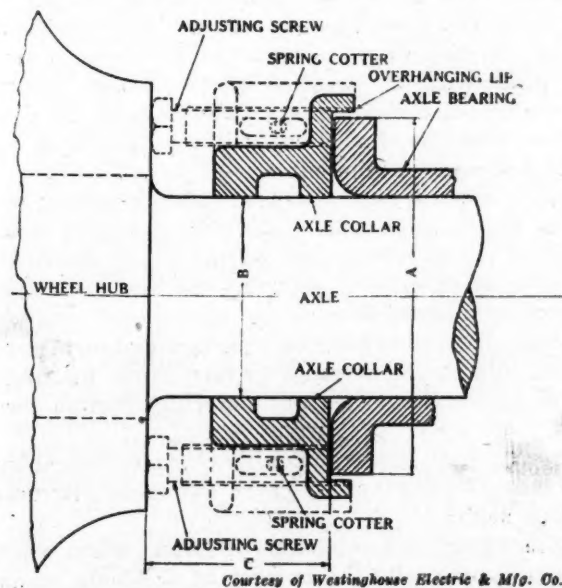 ADJUSTING SCREW
SPRING COTTER
OVERHANGING LIP
AXLE BEARING
AXLE COLLAR
B
A
WHEEL HUB
AXLE
AXLE COLLAR
SPRING COTTER
ADJUSTING SCREW
C
Courtesy of Westinghouse Electric & Mfg. Co.